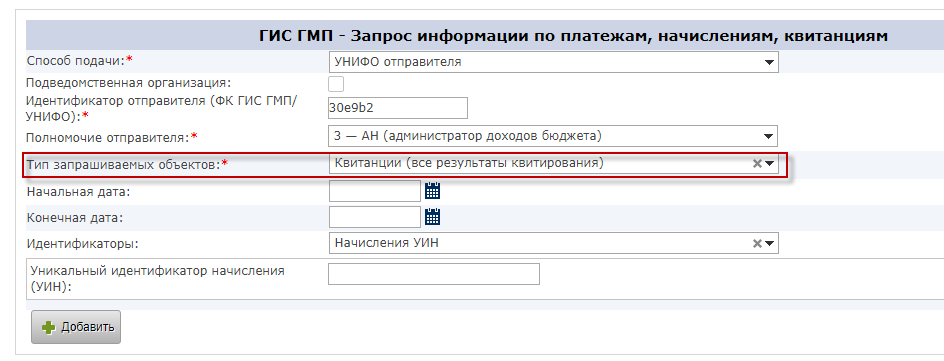 ГИС ГМП - Запрос информации по платежам, начислениям, квитанциям
Способ подачи:* УНИФО отправителя
Подведомственная организация:
Идентификатор отправителя (ФК ГИС ГМП/
УНИФО):* 30e9b2
Полномочие отправителя:* 3 — АН (администратор доходов бюджета)
Тип запрашиваемых объектов:* Квитанции (все результаты квитирования)
Начальная дата:
Конечная дата:
Идентификаторы: Начисления УИН
Уникальный идентификатор начисления
(УИН):
Добавить